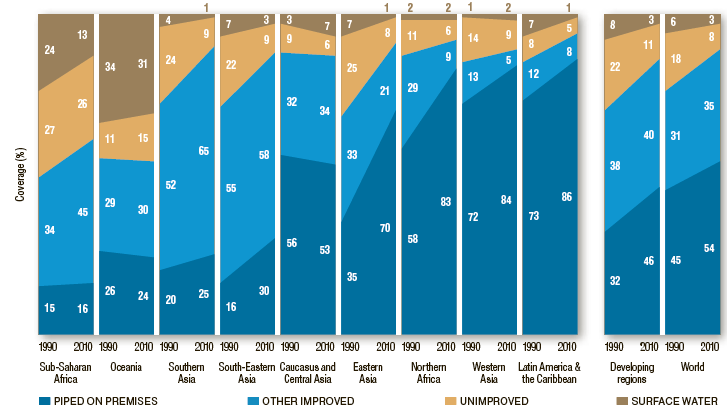 1 1 2 2 1 2 1
4 7 3 3 7 7 7 8 3 6 3
24 13 9 9 9 6 8 11 6 14 9 8 5 11 8
34 31 24 22 25 9 5 8 22 18
27 26 11 15 32 34 21 29 13 12 35
Coverage (%)
65 58 33 40
34 45 29 30 52 55 38 31
56 53 70 58 83 72 84 73 86 54
26 24 25 30 35 32 46 45
15 16 20 16
1990 2010 1990 2010 1990 2010 1990 2010 1990 2010 1990 2010 1990 2010 1990 2010 1990 2010 1990 2010 1990 2010
Sub-Saharan Oceania Southern South-Eastern Caucasus and Eastern Northern Western Latin America & Developing World
Africa Asia Asia Central Asia Asia Africa Asia the Caribbean regions
PIPED ON PREMISES OTHER IMPROVED UNIMPROVED SURFACE WATER